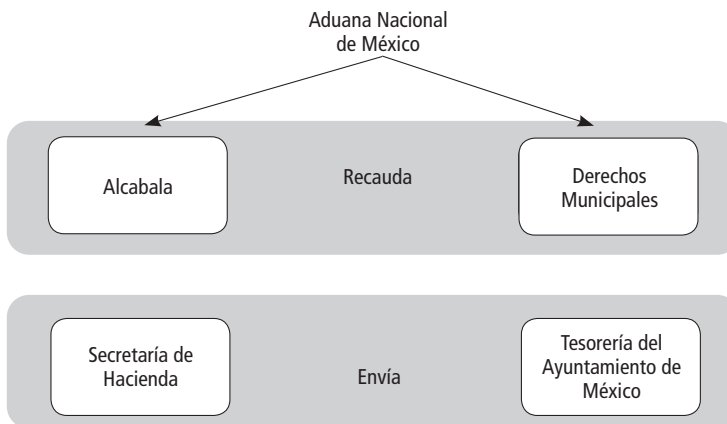 Aduana Nacional
de México
Alcabala
Recauda
Derechos
Municipales
Secretaría de
Hacienda
Envía
Tesorería del
Ayuntamiento de
México